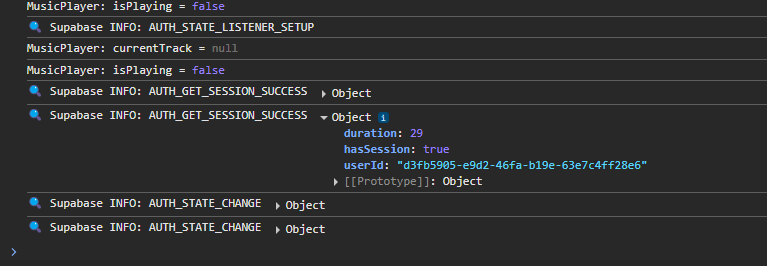 MusicPlayer: isPlaying = false
Supabase INFO: AUTH_STATE_LISTENER_SETUP
MusicPlayer: currentTrack = null
MusicPlayer: isPlaying = false
Supabase INFO: AUTH_GET_SESSION_SUCCESS ▶ Object
Supabase INFO: AUTH_GET_SESSION_SUCCESS ▼ Object i
duration: 29
hasSession: true
userId: "d3fb5905-e9d2-46fa-b19e-63e7c4ff28e6"
▶ [[Prototype]]: Object
Supabase INFO: AUTH_STATE_CHANGE ▶ Object
Supabase INFO: AUTH_STATE_CHANGE ▶ Object
>